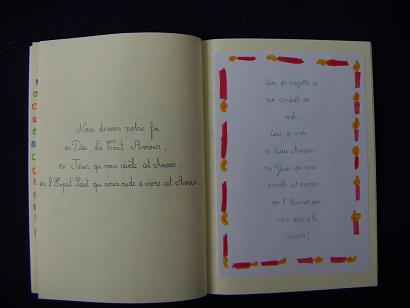 Nous disons notre foi
en Dieu, le Tout Amour,
en Jésus qui nous révèle cet Amour,
en l'Esprit Saint qui nous aide à vivre cet Amour...
Oui, je rejette ce
qui conduit au
mal.
Oui, je crois
en Dieu Amour,
en Jésus qui nous
révèle cet amour
en l'Esprit qui
nous aide à le
vivre!